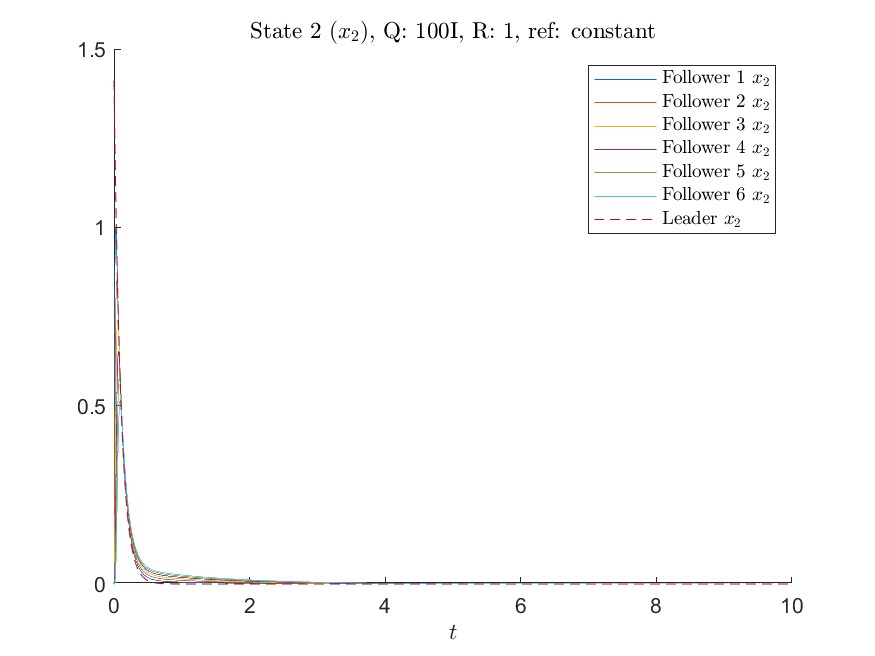 State 2 (x₂), Q: 100I, R: 1, ref: constant
1.5
Follower 1 x₂
Follower 2 x₂
Follower 3 x₂
Follower 4 x₂
Follower 5 x₂
Follower 6 x₂
Leader x₂
1
0.5
0
0 2 4 6 8 10
t